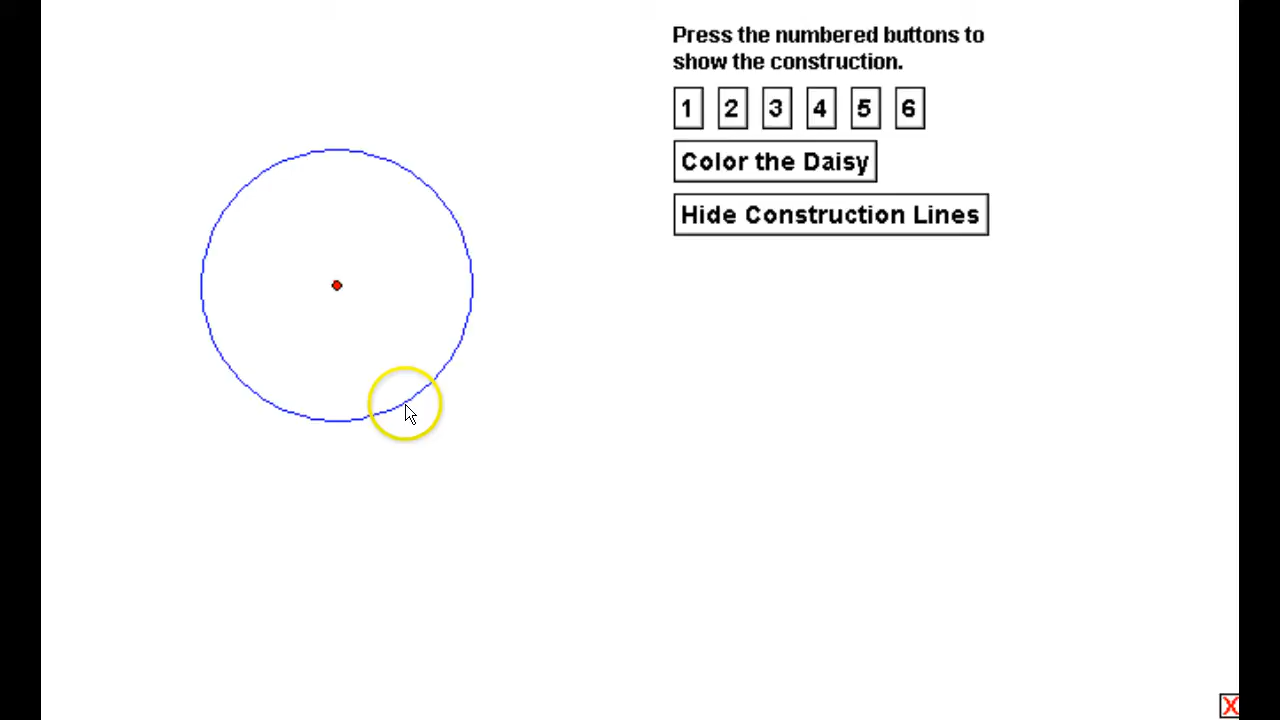 Press the numbered buttons to
show the construction.
1 2 3 4 5 6
Color the Daisy
Hide Construction Lines
X